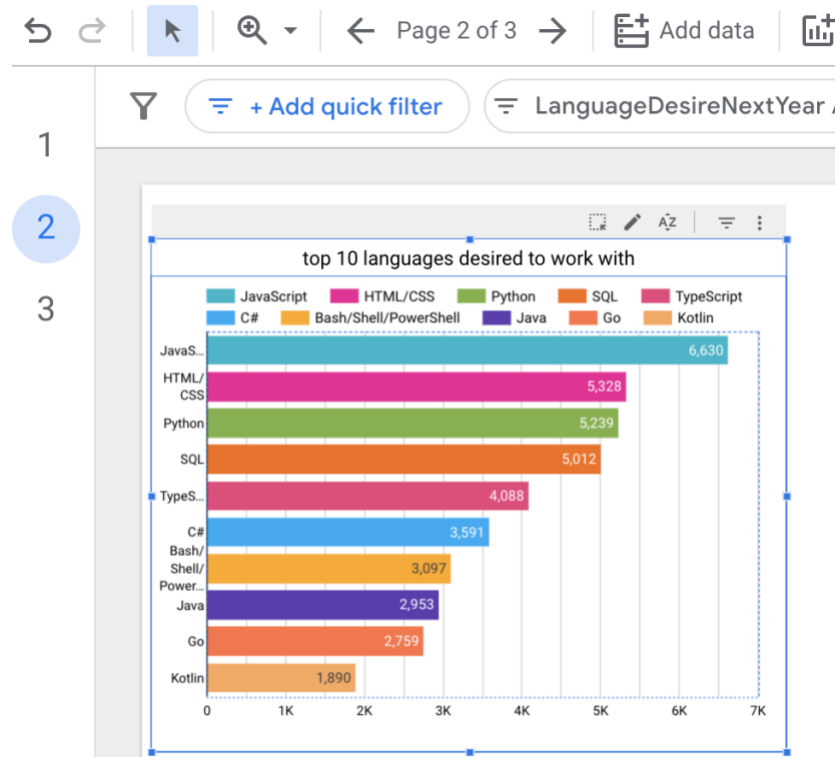 Page 2 of 3 Add data
+ Add quick filter LanguageDesireNextYear
1
2
3
AZ
top 10 languages desired to work with
JavaScript HTML/CSS Python SQL TypeScript
C# Bash/Shell/PowerShell Java Go Kotlin
JavaS... 6,630
HTML/
CSS 5,328
Python 5,239
SQL 5,012
TypeS... 4,088
C# 3,591
Bash/
Shell/
Power... 3,097
Java 2,953
Go 2,759
Kotlin 1,890
0 1K 2K 3K 4K 5K 6K 7K